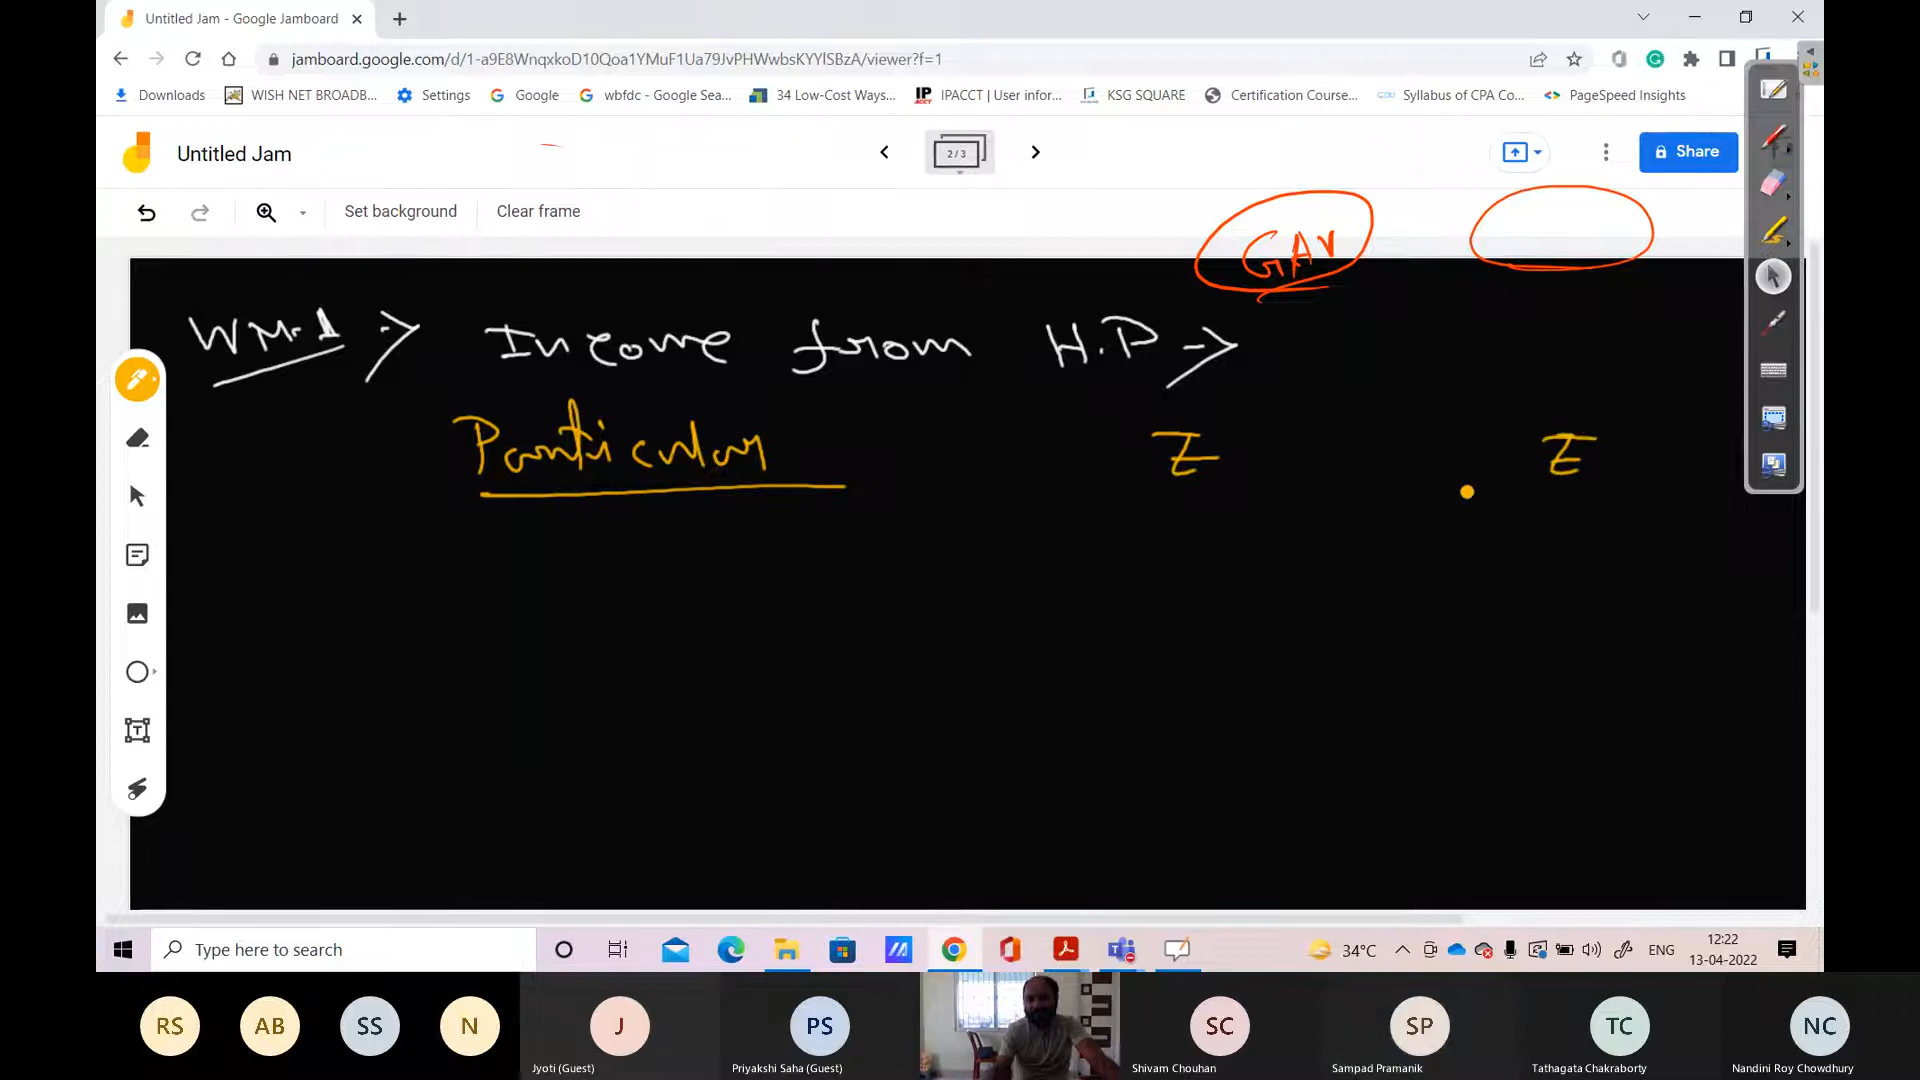 Untitled Jam - Google Jamboard
jamboard.google.com/d/1-a9E8WnqxkoD10Qoa1YMuF1Ua79JvPHWwbsKYYlSBzA/viewer?f=1
Downloads WISH NET BROADB... Settings Google wbfdc - Google Sea... 34 Low-Cost Ways... IP IPACCT | User infor... KSG SQUARE Certification Course... Syllabus of CPA Co... PageSpeed Insights
Untitled Jam 2 / 3 Share
Set background Clear frame
GAV
Income from H.P
Particular
Type here to search 34°C ENG 12:22
13-04-2022
RS AB SS N J PS SC SP TC NC
Jyoti (Guest) Priyakshi Saha (Guest) Shivam Chouhan Sampad Pramanik Tathagata Chakraborty Nandini Roy Chowdhury